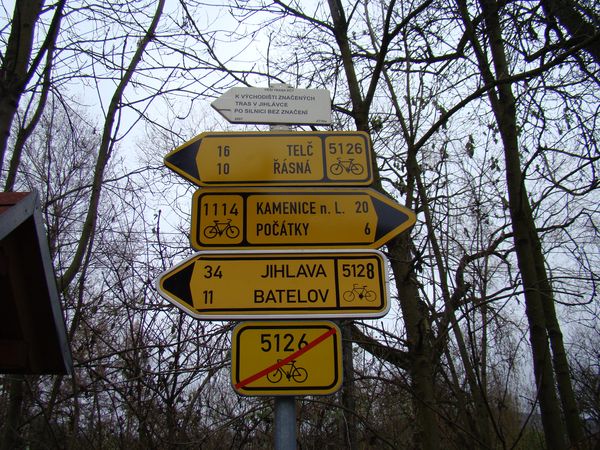 K VÝCHODIŠTI ZNAČENÝCH
TRAS V JIHLÁVCE
PO SILNICI BEZ ZNAČENÍ
16 TELČ 5126
10 ŘÁSNÁ
1114 KAMENICE n. L. 20
POČÁTKY 6
34 JIHLAVA 5128
11 BATELOV
5126